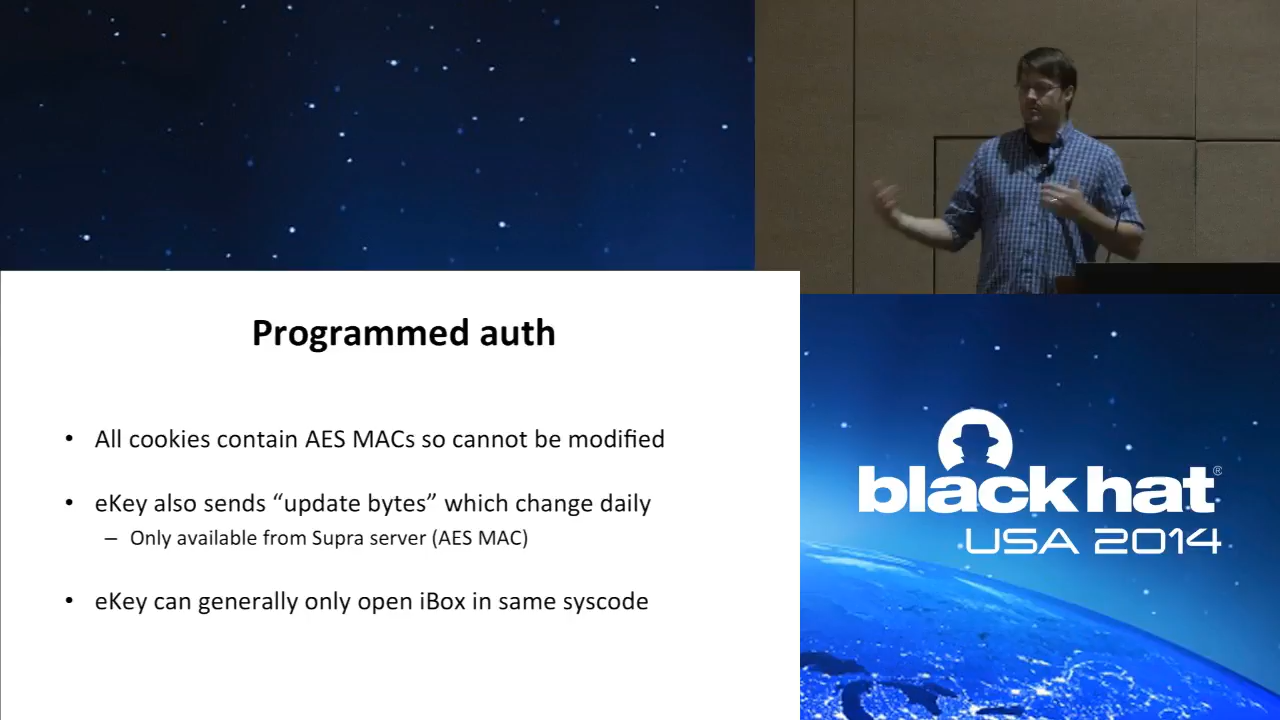 Programmed auth
• All cookies contain AES MACs so cannot be modified
• eKey also sends “update bytes” which change daily
– Only available from Supra server (AES MAC)
• eKey can generally only open iBox in same syscode
black hat®
USA 2014